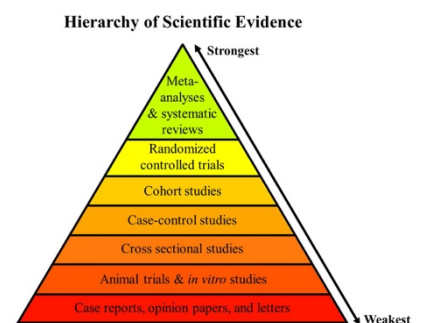 Hierarchy of Scientific Evidence
Strongest
Meta-
analyses
& systematic
reviews
Randomized
controlled trials
Cohort studies
Case-control studies
Cross sectional studies
Animal trials & in vitro studies
Case reports, opinion papers, and letters
Weakest